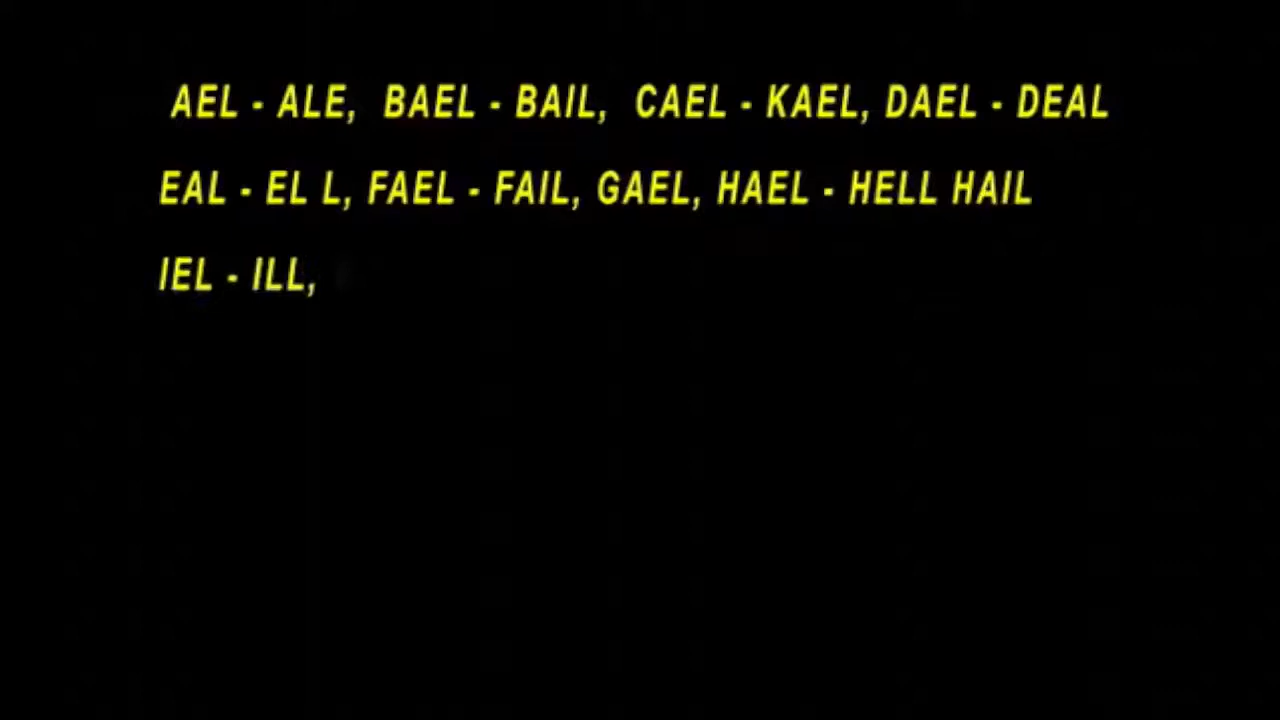 AEL - ALE, BAEL - BAIL, CAEL - KAEL, DAEL - DEAL
EAL - EL L, FAEL - FAIL, GAEL, HAEL - HELL HAIL
IEL - ILL,